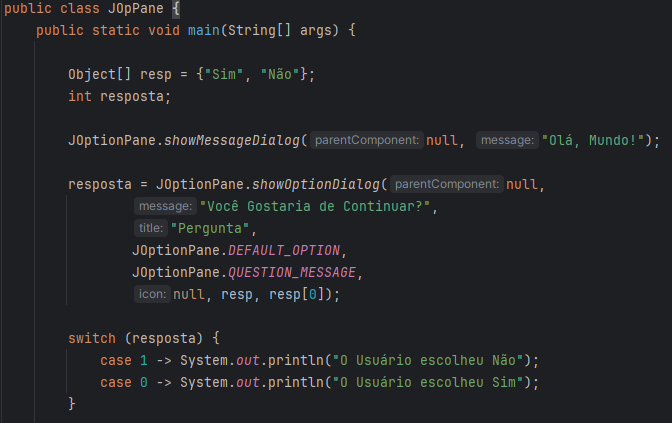 public class JOpPane {
public static void main(String[] args) {
Object[] resp = {"Sim", "Não"};
int resposta;
JOptionPane.showMessageDialog( parentComponent: null, message: "Olá, Mundo!");
resposta = JOptionPane.showOptionDialog( parentComponent: null,
message: "Você Gostaria de Continuar?",
title: "Pergunta",
JOptionPane.DEFAULT_OPTION,
JOptionPane.QUESTION_MESSAGE,
icon: null, resp, resp[0]);
switch (resposta) {
case 1 -> System.out.println("O Usuário escolheu Não");
case 0 -> System.out.println("O Usuário escolheu Sim");
}